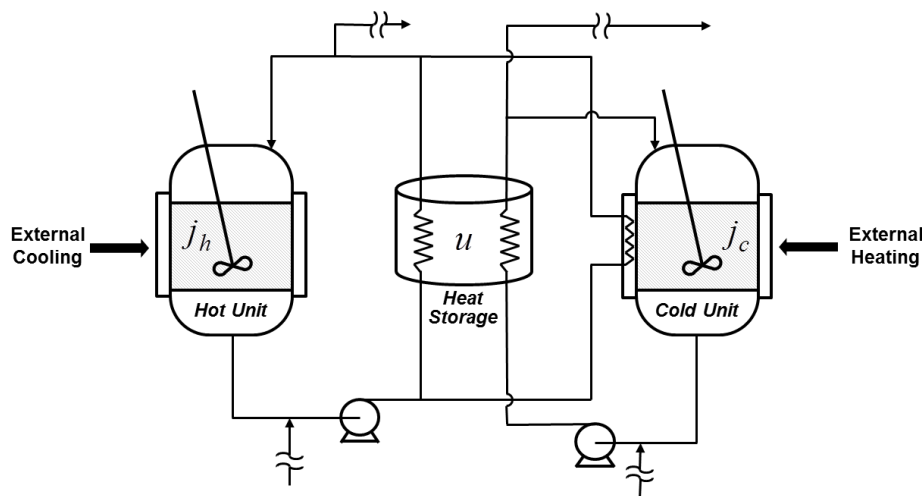 External
Cooling
j_h
Hot Unit
u
Heat
Storage
j_c
Cold Unit
External
Heating